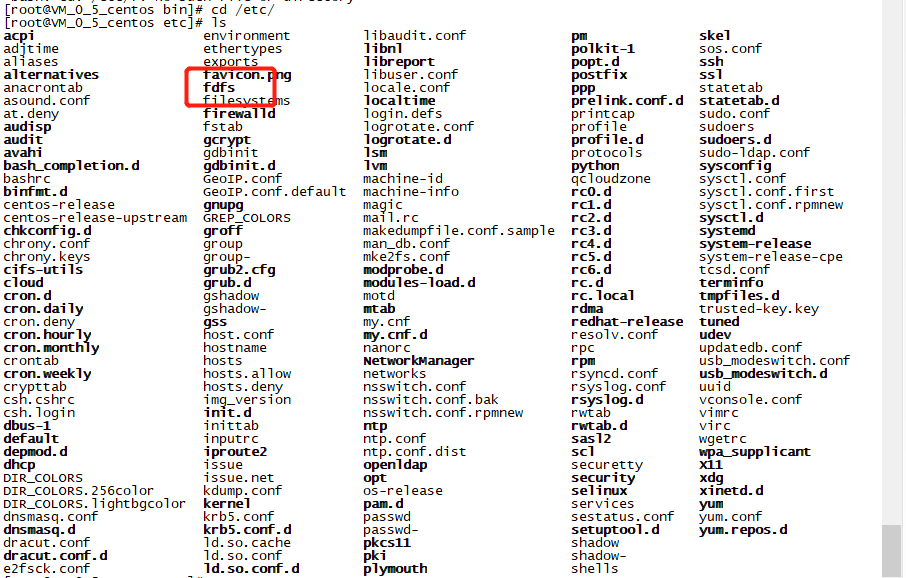 [root@VM_0_5_centos bin]# cd /etc/
[root@VM_0_5_centos etc]# ls
acpi environment libaudit.conf pm skel
adjtime ethertypes libnl polkit-1 sos.conf
aliases exports libreport popt.d ssh
alternatives favicon.png libuser.conf postfix ssl
anacrontab fdfs locale.conf ppp statetab
asound.conf filesystems localtime prelink.conf.d statetab.d
at.deny firewalld login.defs printcap sudo.conf
audisp fstab logrotate.conf profile sudoers
audit gcrypt logrotate.d profile.d sudoers.d
avahi gdbinit lsm protocols sudo-ldap.conf
bash_completion.d gdbinit.d lvm python sysconfig
bashrc GeoIP.conf machine-id qcloudzone sysctl.conf
binfmt.d GeoIP.conf.default machine-info rc0.d sysctl.conf.first
centos-release gnupg magic rc1.d sysctl.conf.rpmnew
centos-release-upstream GREP_COLORS mail.rc rc2.d sysctl.d
chkconfig.d groff makedumpfile.conf.sample rc3.d systemd
chrony.conf group man_db.conf rc4.d system-release
chrony.keys group- mke2fs.conf rc5.d system-release-cpe
cifs-utils grub2.cfg modprobe.d rc6.d tcsd.conf
cloud grub.d modules-load.d rc.d terminfo
cron.d gshadow motd rc.local tmpfiles.d
cron.daily gshadow- mtab rdma trusted-key.key
cron.deny gss my.cnf redhat-release tuned
cron.hourly host.conf my.cnf.d resolv.conf udev
cron.monthly hostname nanorc rpc updatedb.conf
crontab hosts NetworkManager rpm usb_modeswitch.conf
cron.weekly hosts.allow networks rsyncd.conf usb_modeswitch.d
crypttab hosts.deny nsswitch.conf rsyslog.conf uuid
csh.cshrc img_version nsswitch.conf.bak rsyslog.d vconsole.conf
csh.login init.d nsswitch.conf.rpmnew rwtab vimrc
dbus-1 inittab ntp rwtab.d virc
default inputrc ntp.conf sasl2 wgetrc
depmod.d iproute2 ntp.conf.dist scl wpa_supplicant
dhcp issue openldap securetty X11
DIR_COLORS issue.net opt security xdg
DIR_COLORS.256color kdump.conf os-release selinux xinetd.d
DIR_COLORS.lightbgcolor kernel pam.d services yum
dnsmasq.conf krb5.conf passwd sestatus.conf yum.conf
dnsmasq.d krb5.conf.d passwd- setuptool.d yum.repos.d
dracut.conf ld.so.cache pkcs11 shadow
dracut.conf.d ld.so.conf pki shadow-
e2fsck.conf ld.so.conf.d plymouth shells